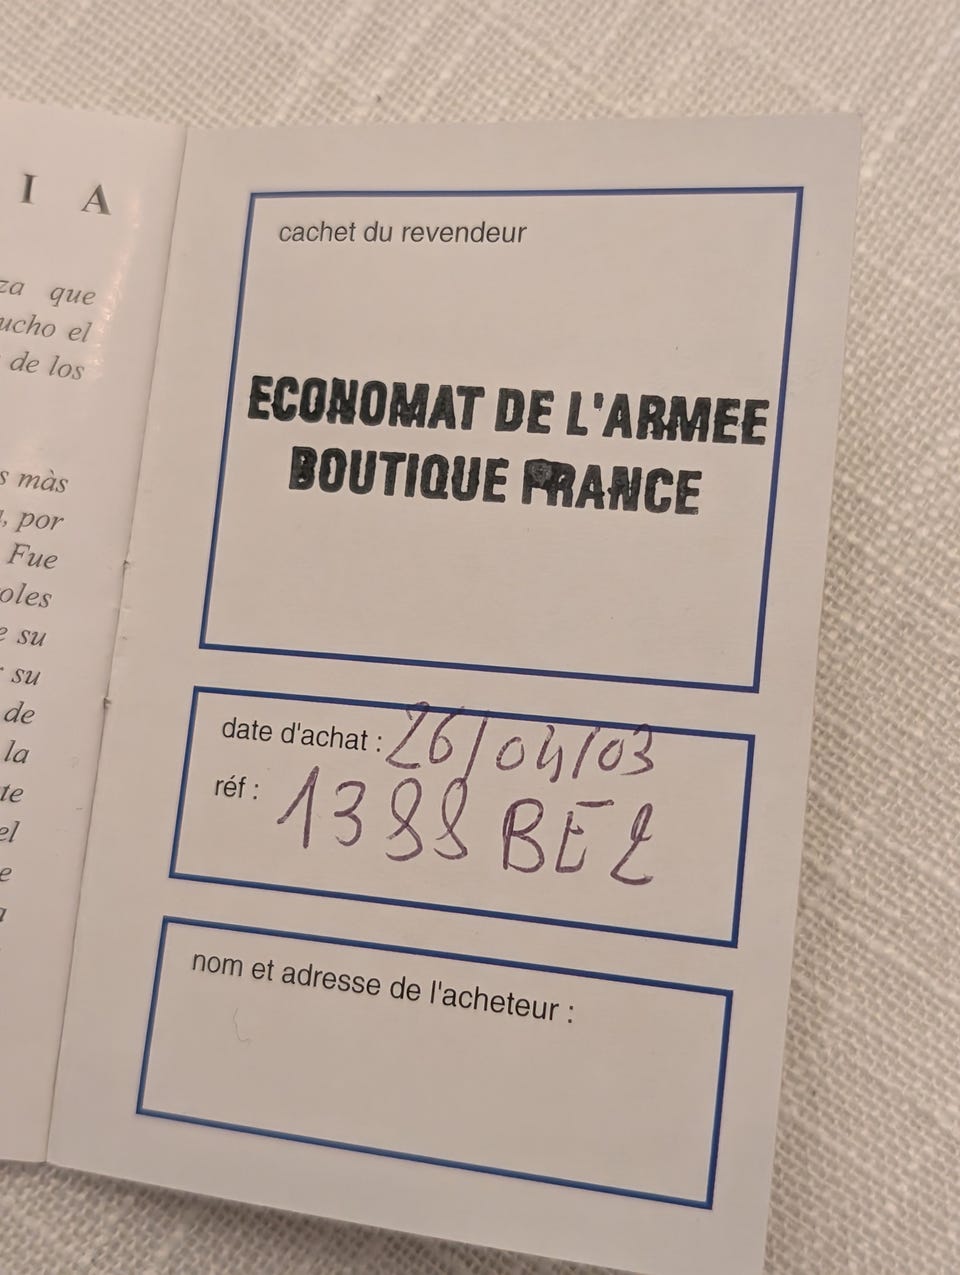 I A
za que
ucho el
de los
s màs
, por
Fue
oles
e su
su
de
la
te
el
e
cachet du revendeur
ECONOMAT DE L'ARMEE
BOUTIQUE FRANCE
date d'achat : 26/04/03
réf : 1388 BE2
nom et adresse de l'acheteur :